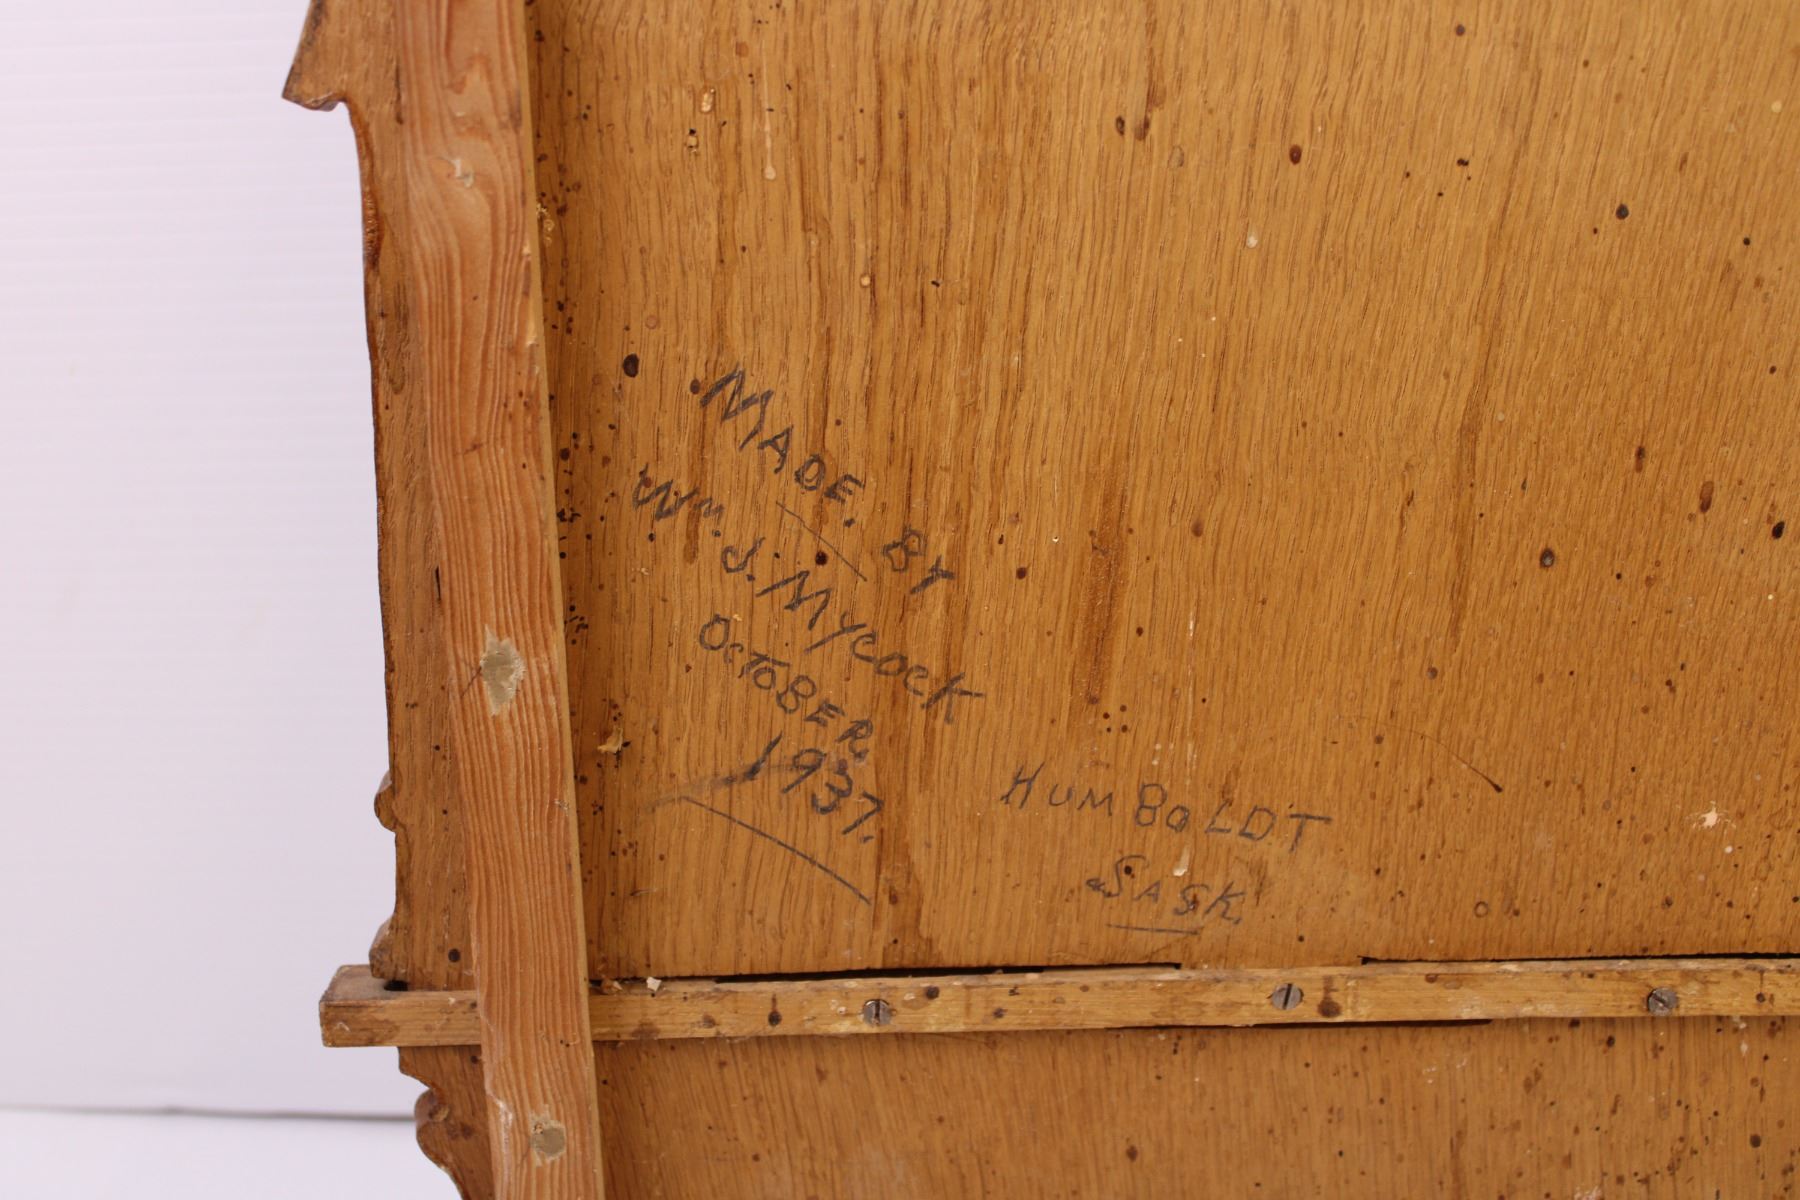 MADE. BY
Wm. J. MYCOCK
OCTOBER.
1937.
HUMBOLDT
SASK.